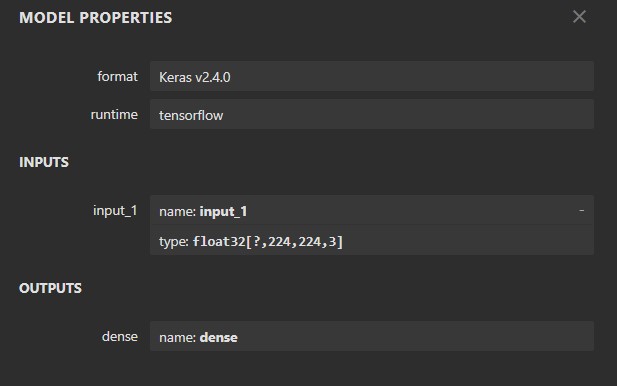 MODEL PROPERTIES
format Keras v2.4.0
runtime tensorflow
INPUTS
input_1 name: input_1 -
type: float32[?,224,224,3]
OUTPUTS
dense name: dense